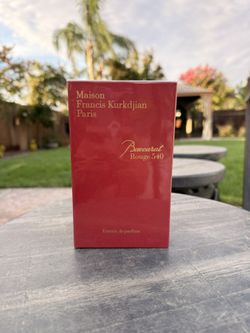 Maison
Francis Kurkdjian
Paris
Baccarat
Rouge 540
Extrait de parfum